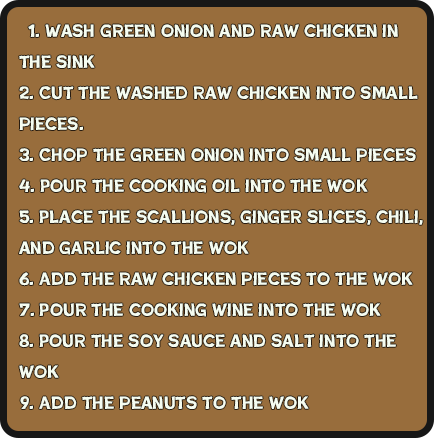 1. WASH GREEN ONION AND RAW CHICKEN IN
THE SINK
2. CUT THE WASHED RAW CHICKEN INTO SMALL
PIECES.
3. CHOP THE GREEN ONION INTO SMALL PIECES
4. POUR THE COOKING OIL INTO THE WOK
5. PLACE THE SCALLIONS, GINGER SLICES, CHILI,
AND GARLIC INTO THE WOK
6. ADD THE RAW CHICKEN PIECES TO THE WOK
7. POUR THE COOKING WINE INTO THE WOK
8. POUR THE SOY SAUCE AND SALT INTO THE
WOK
9. ADD THE PEANUTS TO THE WOK